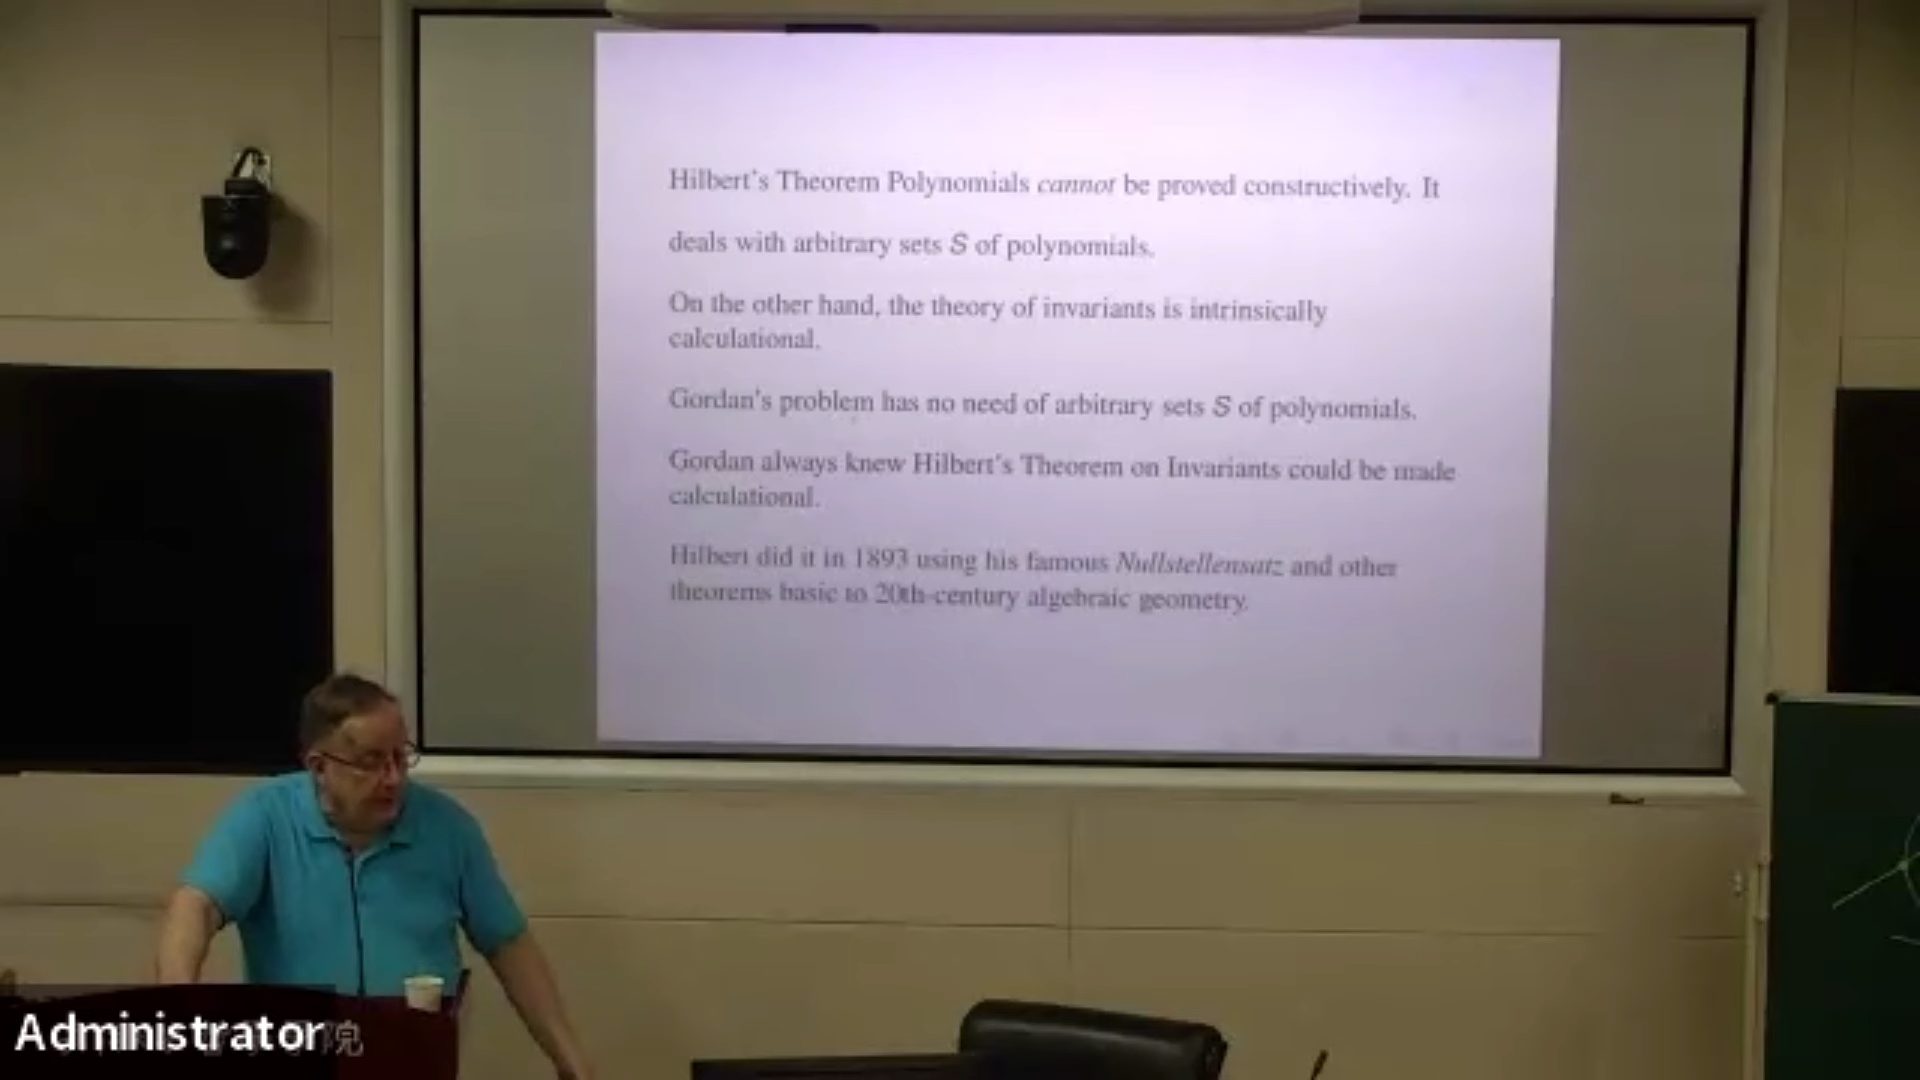 Hilbert's Theorem Polynomials cannot be proved constructively. It
deals with arbitrary sets S of polynomials.
On the other hand, the theory of invariants is intrinsically
calculational.
Gordan's problem has no need of arbitrary sets S of polynomials.
Gordan always knew Hilbert's Theorem on Invariants could be made
calculational.
Hilbert did it in 1893 using his famous Nullstellensatz and other
theorems basic to 20th-century algebraic geometry.
Administrator
院